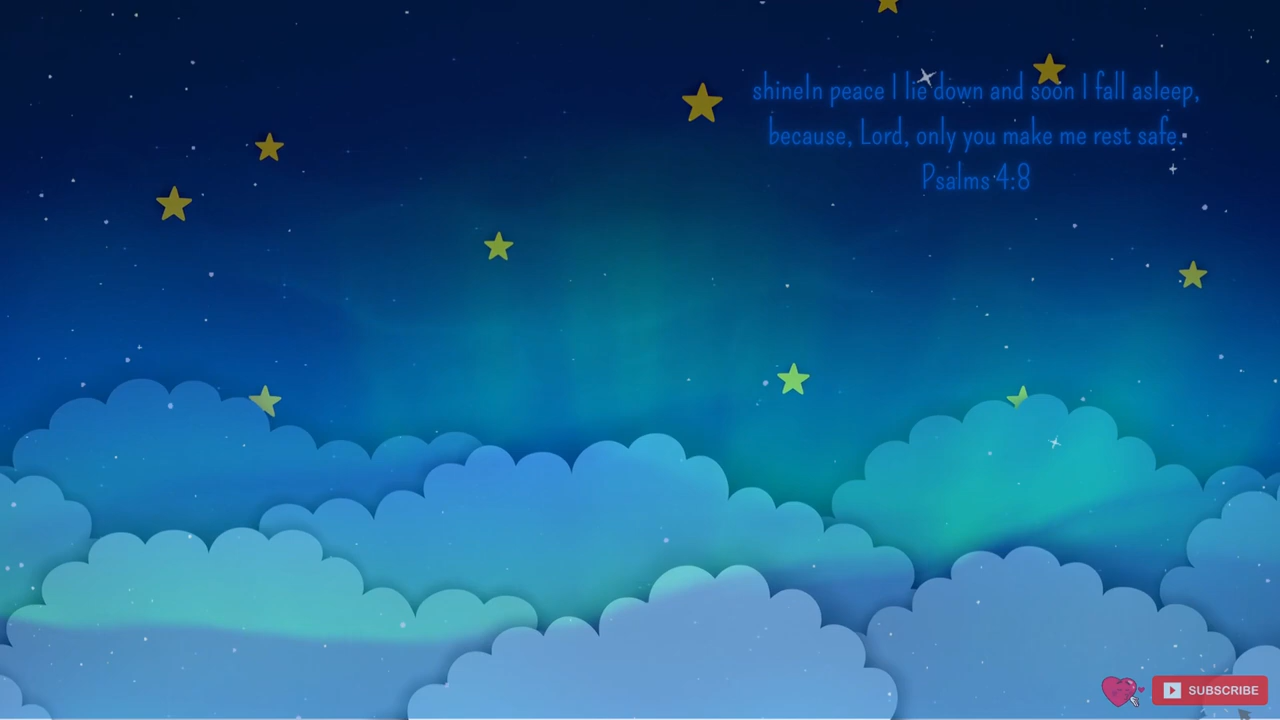 shineIn peace I lie down and soon I fall asleep,
because, Lord, only you make me rest safe.
Psalms 4:8
SUBSCRIBE